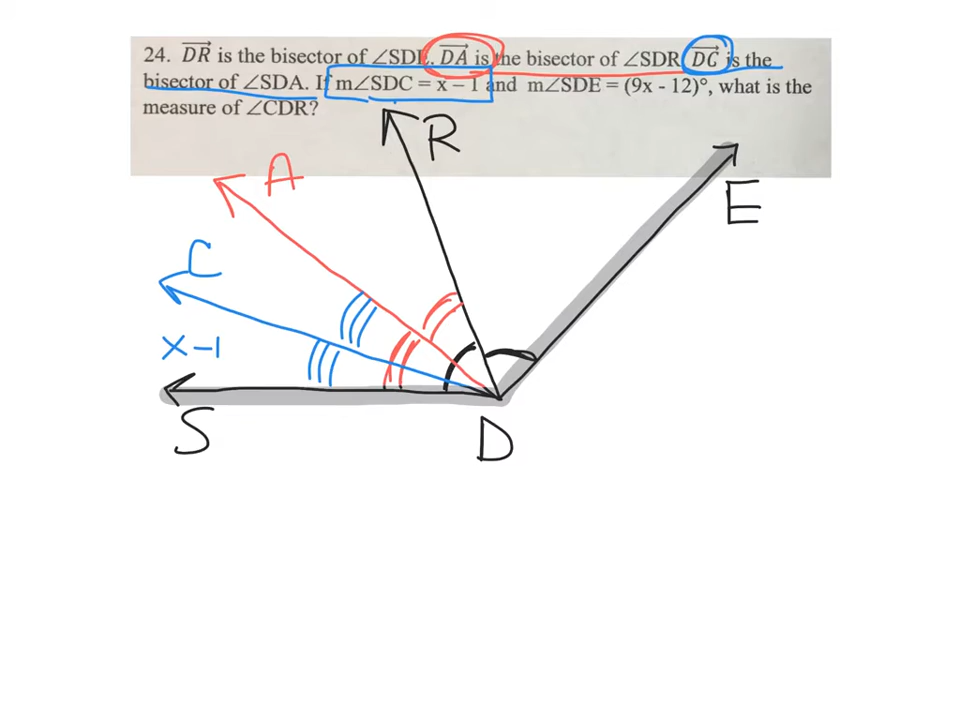 24. DR is the bisector of ∠SDE. DA is the bisector of ∠SDR. DC is the
bisector of ∠SDA. If m∠SDC = x – 1 and m∠SDE = (9x - 12)°, what is the
measure of ∠CDR?
R
A
E
C
x-1
S
D